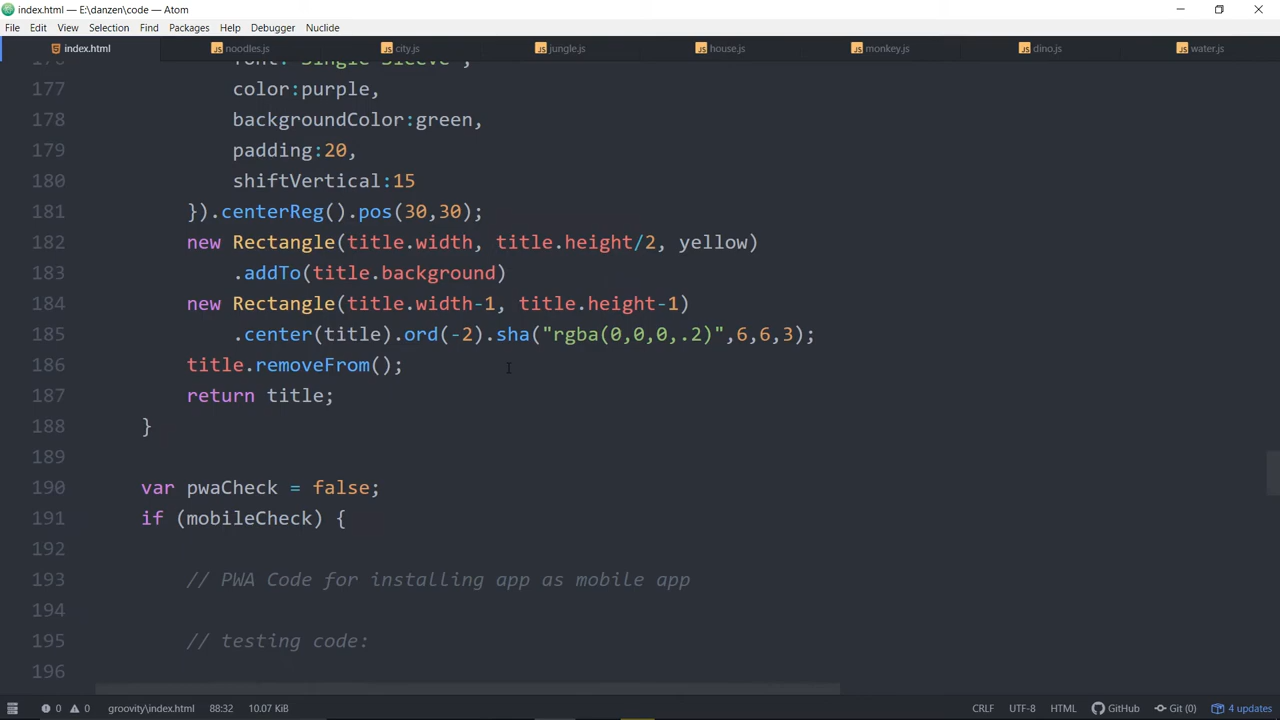 index.html — E:\danzen\code — Atom
File Edit View Selection Find Packages Help Debugger Nuclide
index.html noodles.js city.js jungle.js house.js monkey.js dino.js water.js
176 font:"Single Sleeve",
177 color:purple,
178 backgroundColor:green,
179 padding:20,
180 shiftVertical:15
181 }).centerReg().pos(30,30);
182 new Rectangle(title.width, title.height/2, yellow)
183 .addTo(title.background)
184 new Rectangle(title.width-1, title.height-1)
185 .center(title).ord(-2).sha("rgba(0,0,0,.2)",6,6,3);
186 title.removeFrom();
187 return title;
188 }
189
190 var pwaCheck = false;
191 if (mobileCheck) {
192
193 // PWA Code for installing app as mobile app
194
195 // testing code:
196
0 0 groovity\index.html 88:32 10.07 KiB CRLF UTF-8 HTML GitHub Git (0) 4 updates